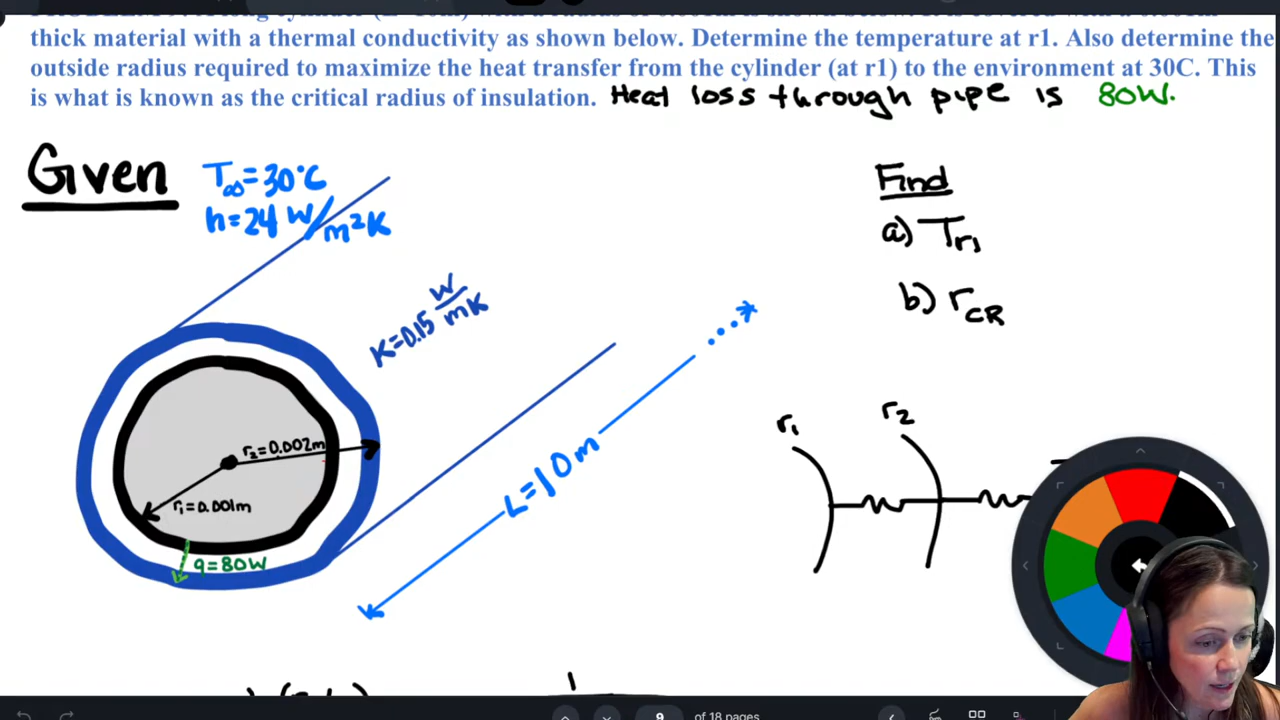 thick material with a thermal conductivity as shown below. Determine the temperature at r1. Also determine the
outside radius required to maximize the heat transfer from the cylinder (at r1) to the environment at 30C. This
is what is known as the critical radius of insulation. Heat loss through pipe is 80W.
Given
T∞=30°C
h=24 W/m²K
Find
a) Tr1
b) rCR
K=0.15 W/mK
r2=0.002m
r1=0.001m
q=80W
L=10m
r1
r2
9 of 18 pages